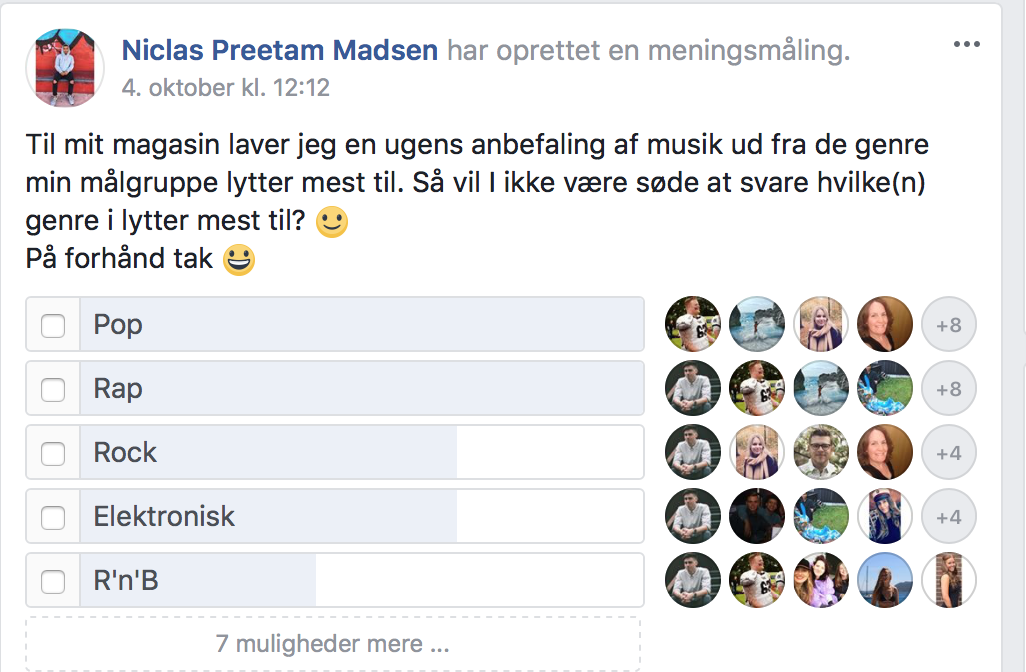 Niclas Preetam Madsen har oprettet en meningsmåling.
4. oktober kl. 12:12
Til mit magasin laver jeg en ugens anbefaling af musik ud fra de genre
min målgruppe lytter mest til. Så vil I ikke være søde at svare hvilke(n)
genre i lytter mest til? 🙂
På forhånd tak 😀
Pop +8
Rap +8
Rock +4
Elektronisk +4
R'n'B
7 muligheder mere ...